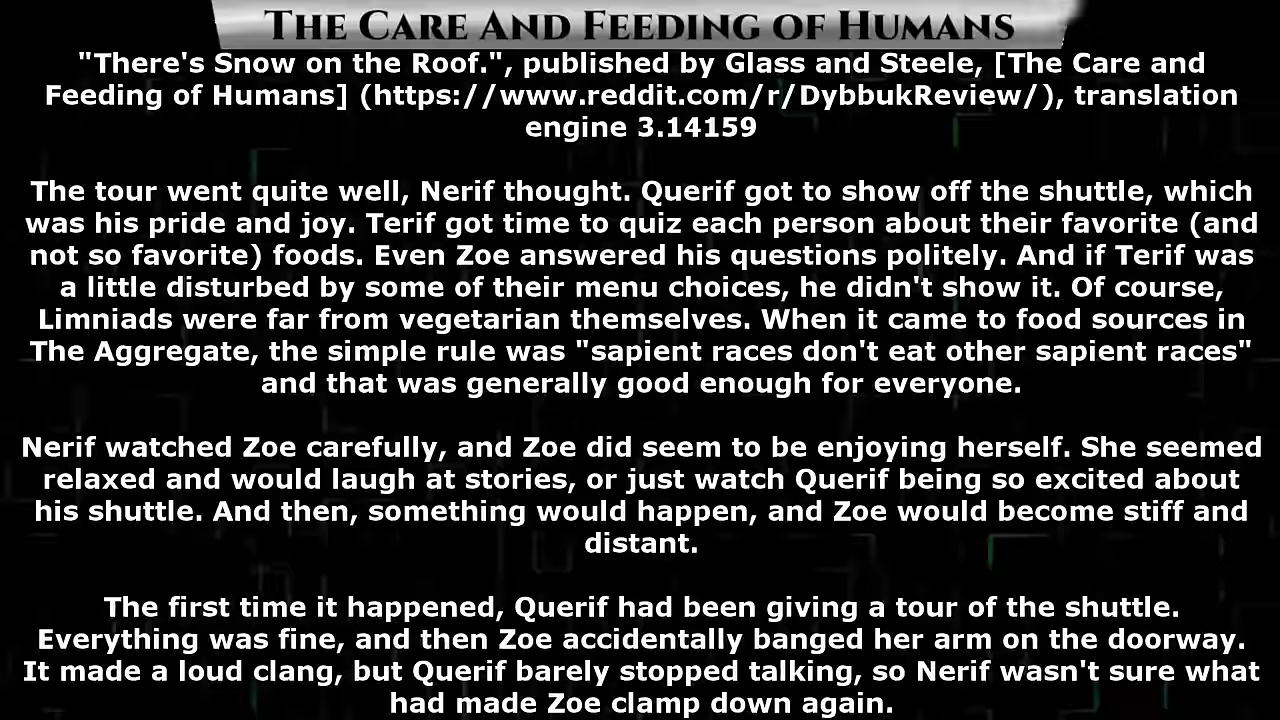 The Care And Feeding of Humans
"There's Snow on the Roof.", published by Glass and Steele, [The Care and
Feeding of Humans] (https://www.reddit.com/r/DybbukReview/), translation
engine 3.14159
The tour went quite well, Nerif thought. Querif got to show off the shuttle, which
was his pride and joy. Terif got time to quiz each person about their favorite (and
not so favorite) foods. Even Zoe answered his questions politely. And if Terif was
a little disturbed by some of their menu choices, he didn't show it. Of course,
Limniads were far from vegetarian themselves. When it came to food sources in
The Aggregate, the simple rule was "sapient races don't eat other sapient races"
and that was generally good enough for everyone.
Nerif watched Zoe carefully, and Zoe did seem to be enjoying herself. She seemed
relaxed and would laugh at stories, or just watch Querif being so excited about
his shuttle. And then, something would happen, and Zoe would become stiff and
distant.
The first time it happened, Querif had been giving a tour of the shuttle.
Everything was fine, and then Zoe accidentally banged her arm on the doorway.
It made a loud clang, but Querif barely stopped talking, so Nerif wasn't sure what
had made Zoe clamp down again.